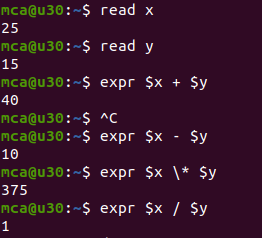 mca@u30:~$ read x
25
mca@u30:~$ read y
15
mca@u30:~$ expr $x + $y
40
mca@u30:~$ ^C
mca@u30:~$ expr $x - $y
10
mca@u30:~$ expr $x \* $y
375
mca@u30:~$ expr $x / $y
1